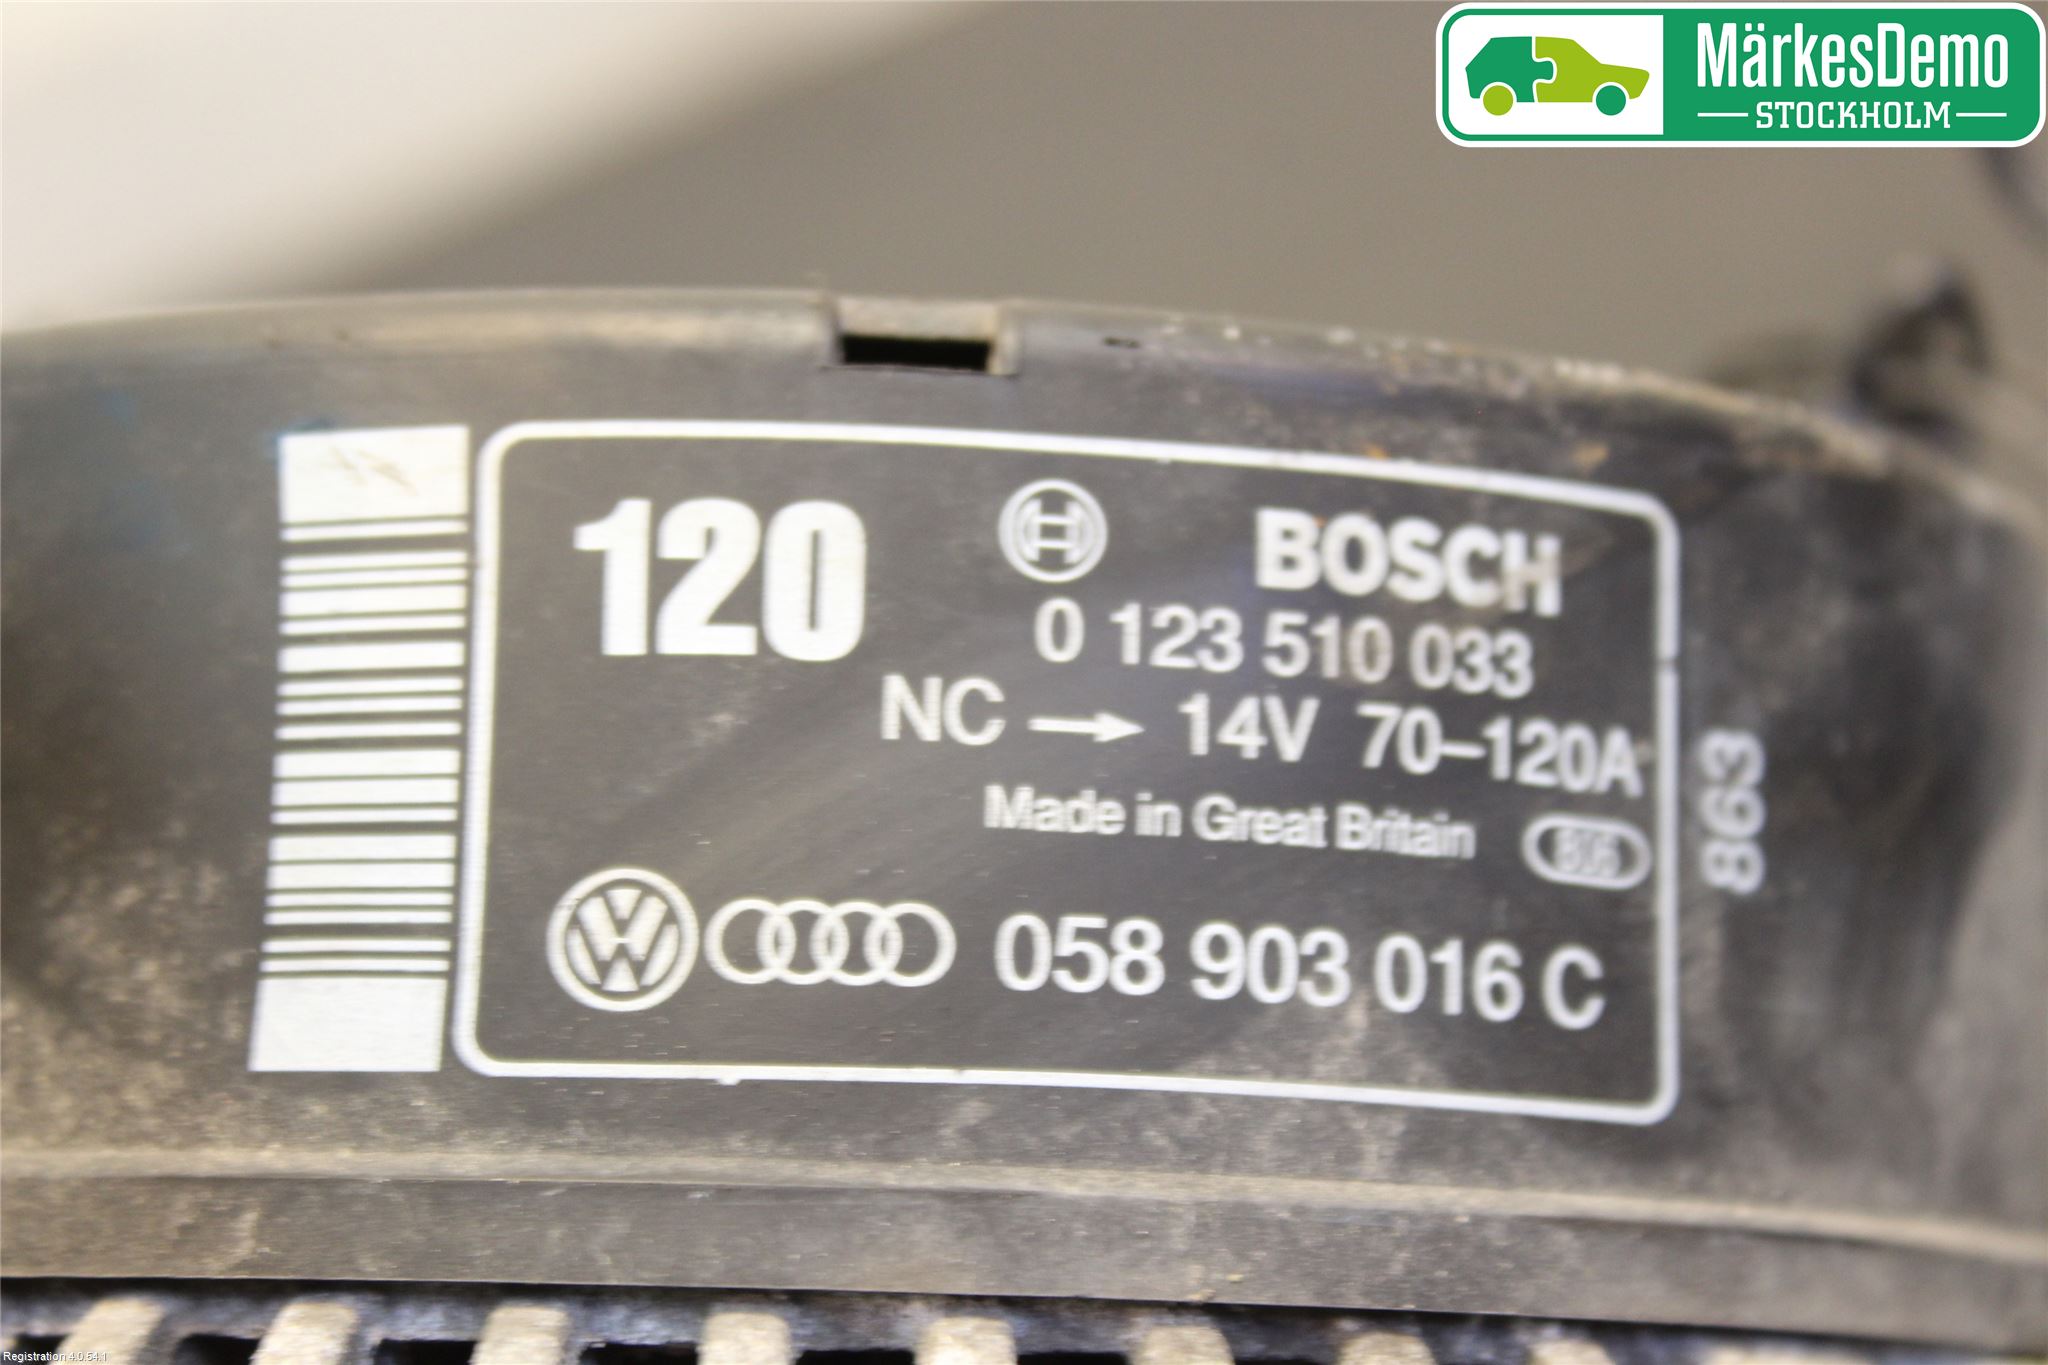 MärkesDemo
STOCKHOLM
120
BOSCH
0 123 510 033
NC → 14V 70–120A
Made in Great Britain
863
058 903 016 C
Registration 4.0.54.1